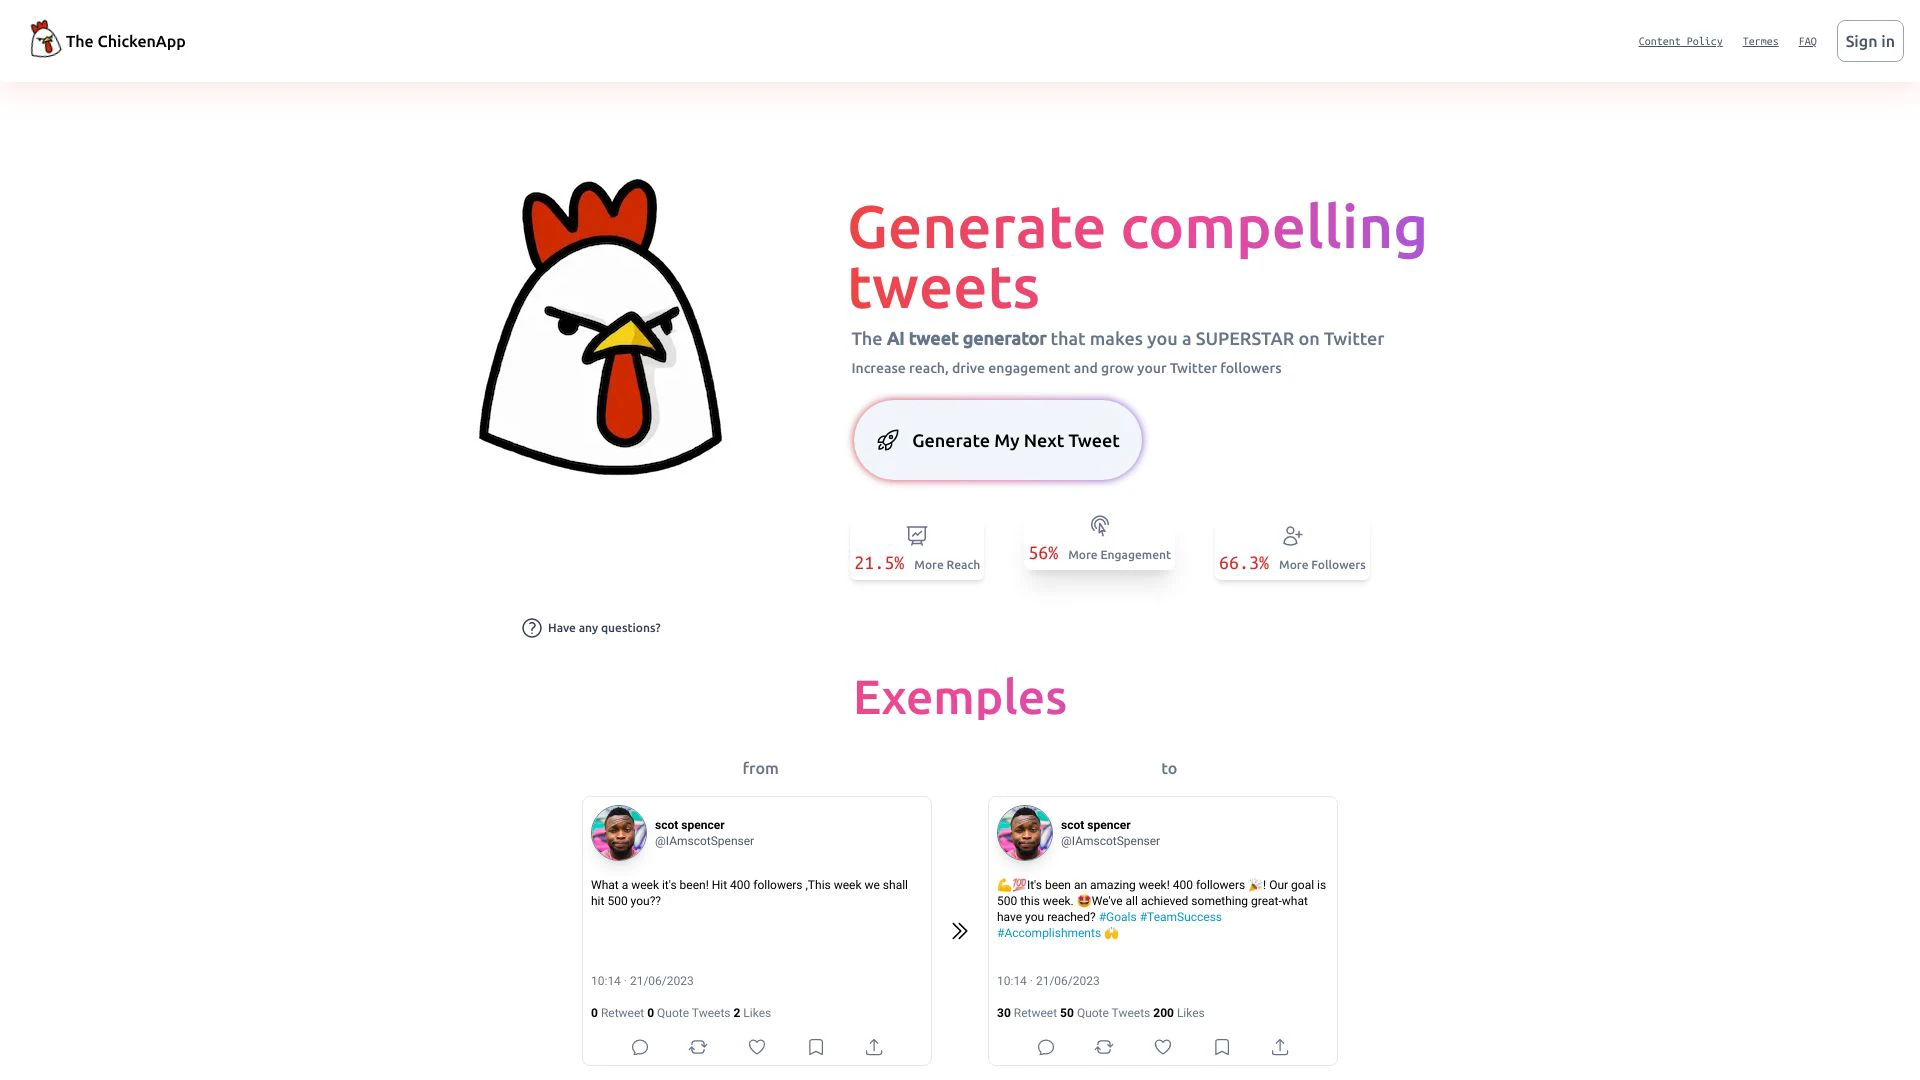 The ChickenApp
Content Policy
Termes
FAQ
Sign in
Generate compelling
tweets
The AI tweet generator that makes you a SUPERSTAR on Twitter
Increase reach, drive engagement and grow your Twitter followers
Generate My Next Tweet
21.5% More Reach
56% More Engagement
66.3% More Followers
Have any questions?
Exemples
from
scot spencer
@IAmscotSpenser
What a week it's been! Hit 400 followers ,This week we shall
hit 500 you??
10:14 · 21/06/2023
0 Retweet 0 Quote Tweets 2 Likes
to
scot spencer
@IAmscotSpenser
💪💯It's been an amazing week! 400 followers 🎉! Our goal is
500 this week. 🤩We've all achieved something great-what
have you reached? #Goals #TeamSuccess
#Accomplishments 🙌
10:14 · 21/06/2023
30 Retweet 50 Quote Tweets 200 Likes